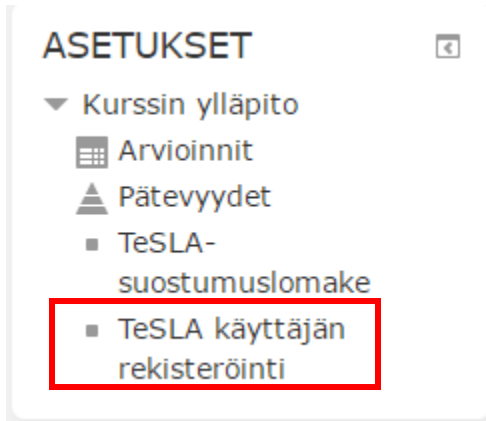 ASETUKSET
Kurssin ylläpito
Arvioinnit
Pätevyydet
TeSLA-
suostumuslomake
TeSLA käyttäjän
rekisteröinti